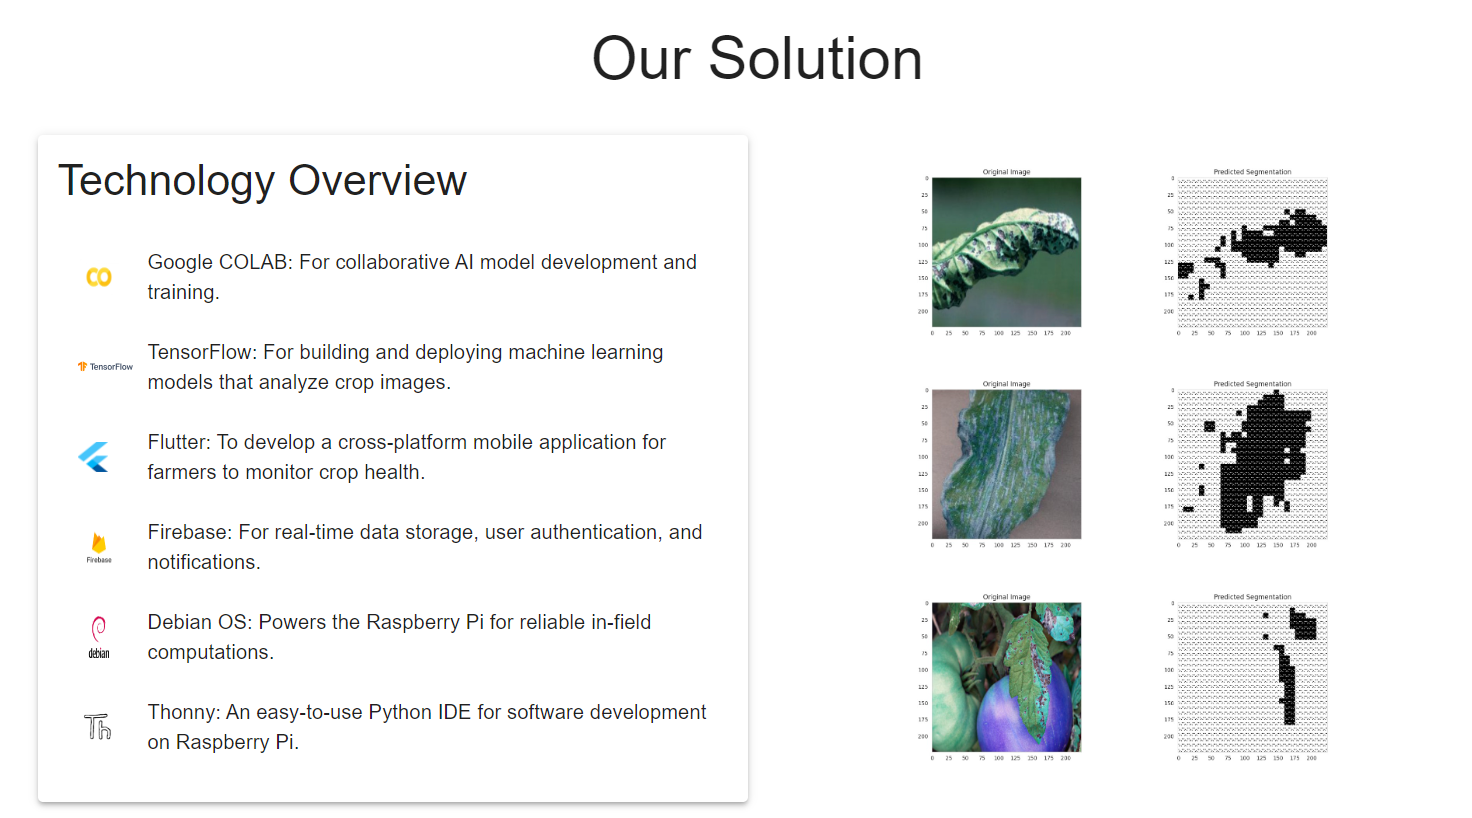 Our Solution
Technology Overview
Google COLAB: For collaborative AI model development and
training.
TensorFlow
TensorFlow: For building and deploying machine learning
models that analyze crop images.
Flutter: To develop a cross-platform mobile application for
farmers to monitor crop health.
Firebase
Firebase: For real-time data storage, user authentication, and
notifications.
debian
Debian OS: Powers the Raspberry Pi for reliable in-field
computations.
Th
Thonny: An easy-to-use Python IDE for software development
on Raspberry Pi.
Original Image
0
25
50
75
100
125
150
175
200
0 25 50 75 100 125 150 175 200
Predicted Segmentation
0
25
50
75
100
125
150
175
200
0 25 50 75 100 125 150 175 200
Original Image
0
25
50
75
100
125
150
175
200
0 25 50 75 100 125 150 175 200
Predicted Segmentation
0
25
50
75
100
125
150
175
200
0 25 50 75 100 125 150 175 200
Original Image
0
25
50
75
100
125
150
175
200
0 25 50 75 100 125 150 175 200
Predicted Segmentation
0
25
50
75
100
125
150
175
200
0 25 50 75 100 125 150 175 200